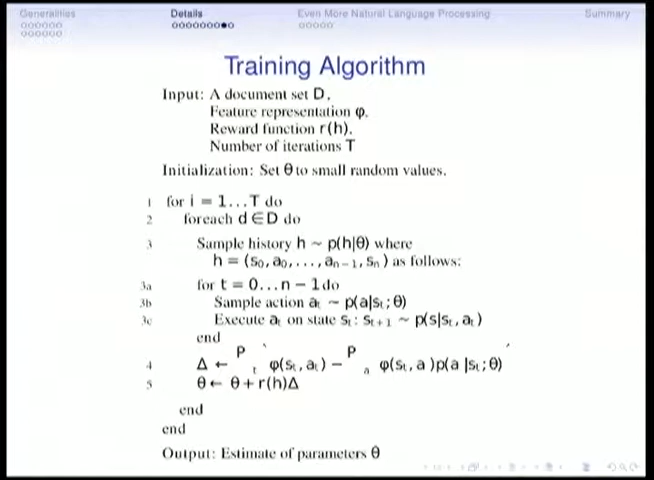 Generalities Details Even More Natural Language Processing Summary
Training Algorithm
Input: A document set D,
Feature representation φ,
Reward function r(h),
Number of iterations T
Initialization: Set θ to small random values.
1 for i = 1...T do
2 foreach d ∈ D do
3 Sample history h ~ p(h|θ) where
h = (s₀, a₀, ..., aₙ₋₁, sₙ) as follows:
3a for t = 0...n − 1 do
3b Sample action aₜ ~ p(a|sₜ; θ)
3c Execute aₜ on state sₜ: sₜ₊₁ ~ p(s|sₜ, aₜ)
end
4 Δ ← P ₜ φ(sₜ, aₜ) − P ₐ φ(sₜ, a )p(a |sₜ; θ)
5 θ ← θ + r(h)Δ
end
end
Output: Estimate of parameters θ